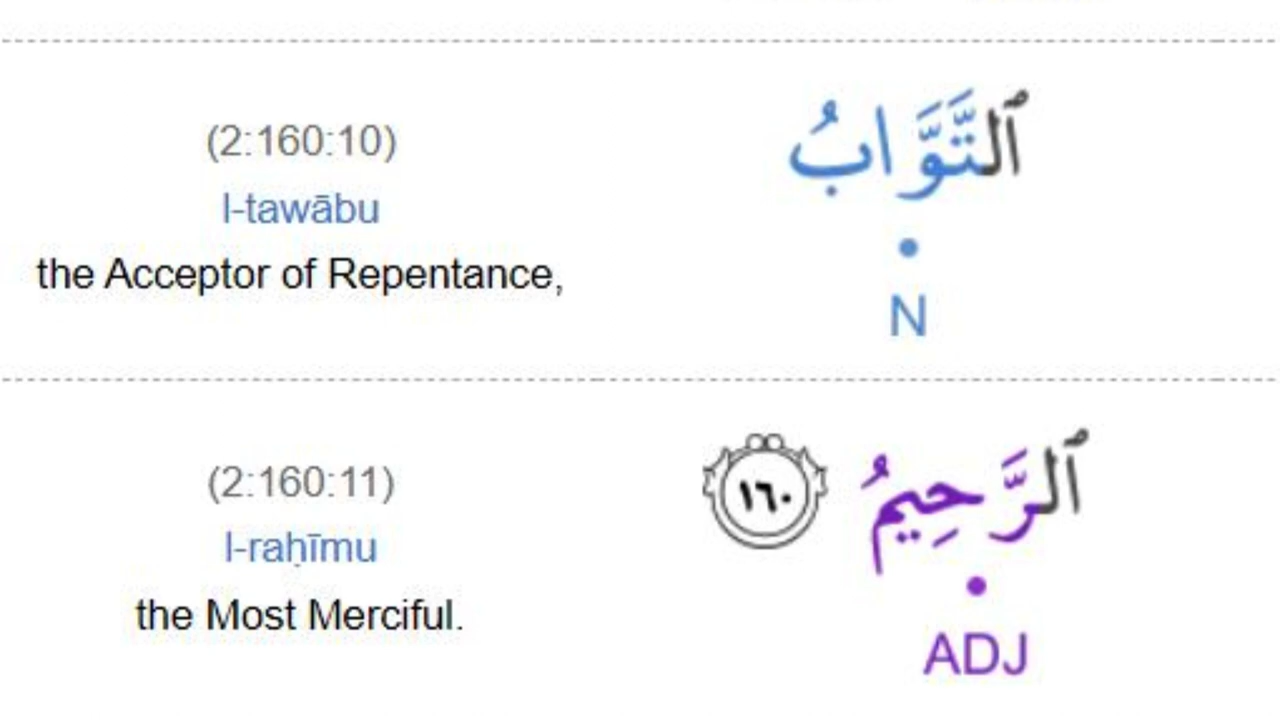 (2:160:10)
l-tawābu
the Acceptor of Repentance,
ٱلتَّوَّابُ
N
(2:160:11)
l-raḥīmu
the Most Merciful.
ٱلرَّحِيمُ ١٦٠
ADJ